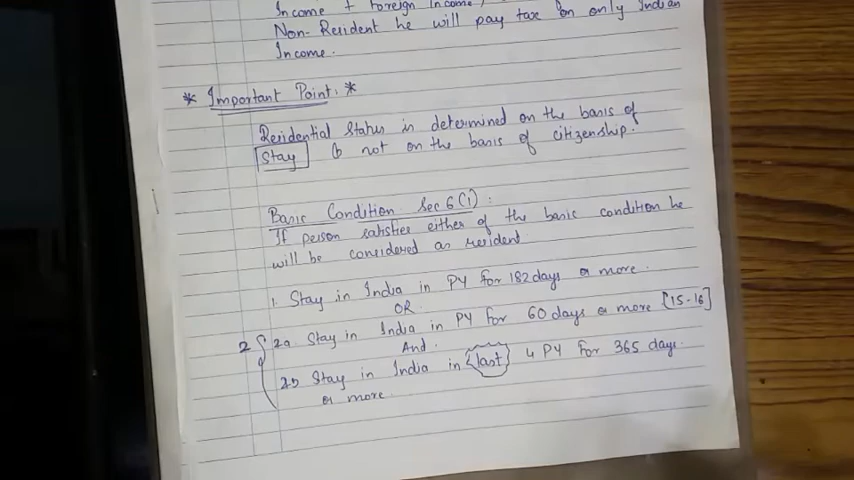 Income + Foreign Income,
Non-Resident he will pay tax on only Indian
Income.
* Important Point: *
Residential Status is determined on the basis of
Stay & not on the basis of citizenship.
Basic Condition Sec 6(1):
If person satisfies either of the basic condition he
will be considered as resident
1. Stay in India in PY for 182 days or more.
OR
2 { 2a. Stay in India in PY for 60 days or more [15-16]
And.
2b Stay in India in {last} 4 PY for 365 days.
or more.